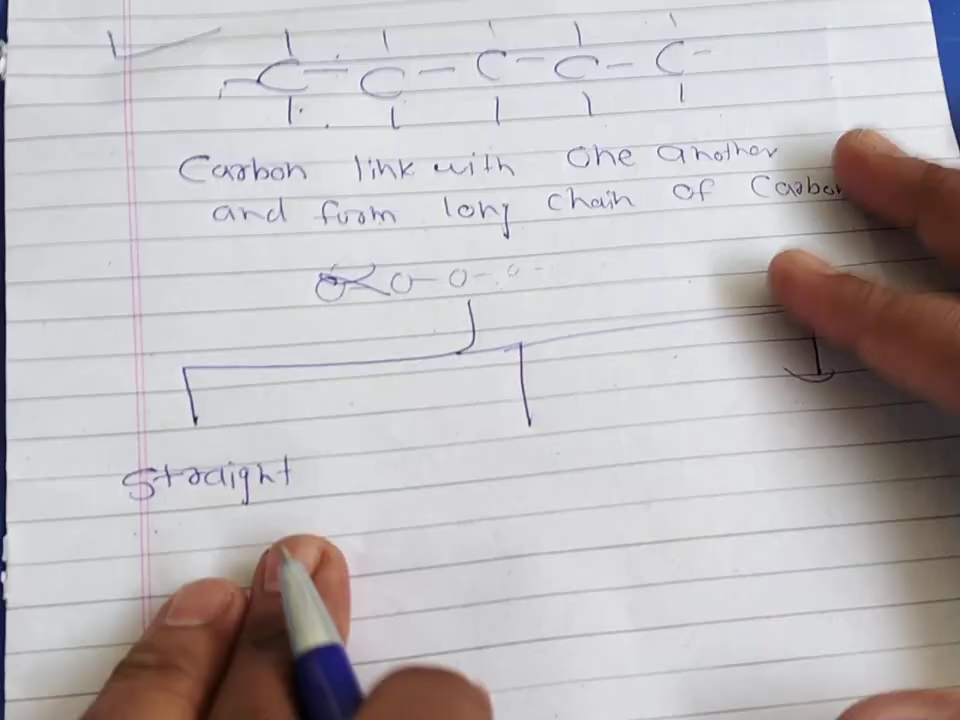 C - C - C - C - C -
Carbon link with one another
and form long chain of Carbon
Straight